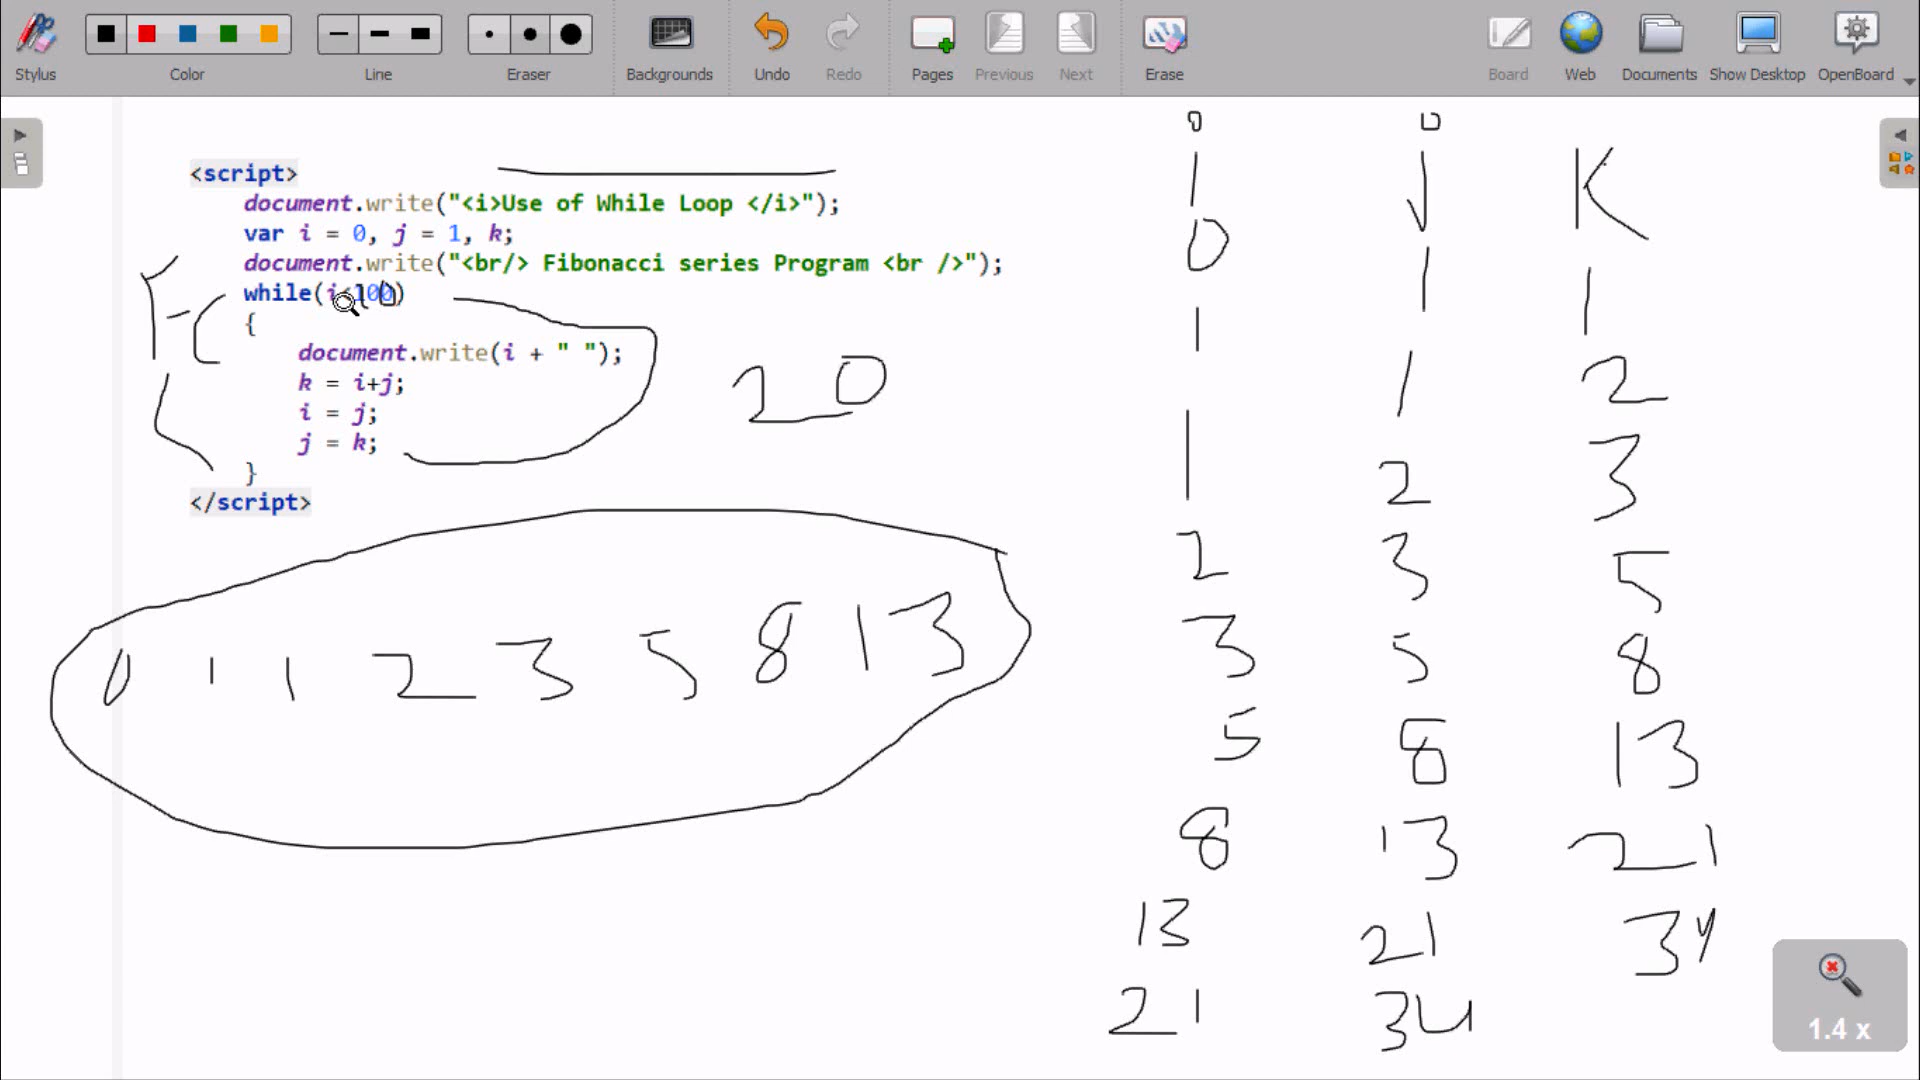 Stylus Color Line Eraser Backgrounds Undo Redo Pages Previous Next Erase Board Web Documents Show Desktop OpenBoard
<script>
document.write("<i>Use of While Loop </i>");
var i = 0, j = 1, k;
document.write("<br/> Fibonacci series Program <br />");
while(i<100)
{
document.write(i + " ");
k = i+j;
i = j;
j = k;
}
</script>
20
0 1 1 2 3 5 8 13
i j K
0 1 1
1 1 2
1 2 3
2 3 5
3 5 8
5 8 13
8 13 21
13 21 34
21 34
1.4 x